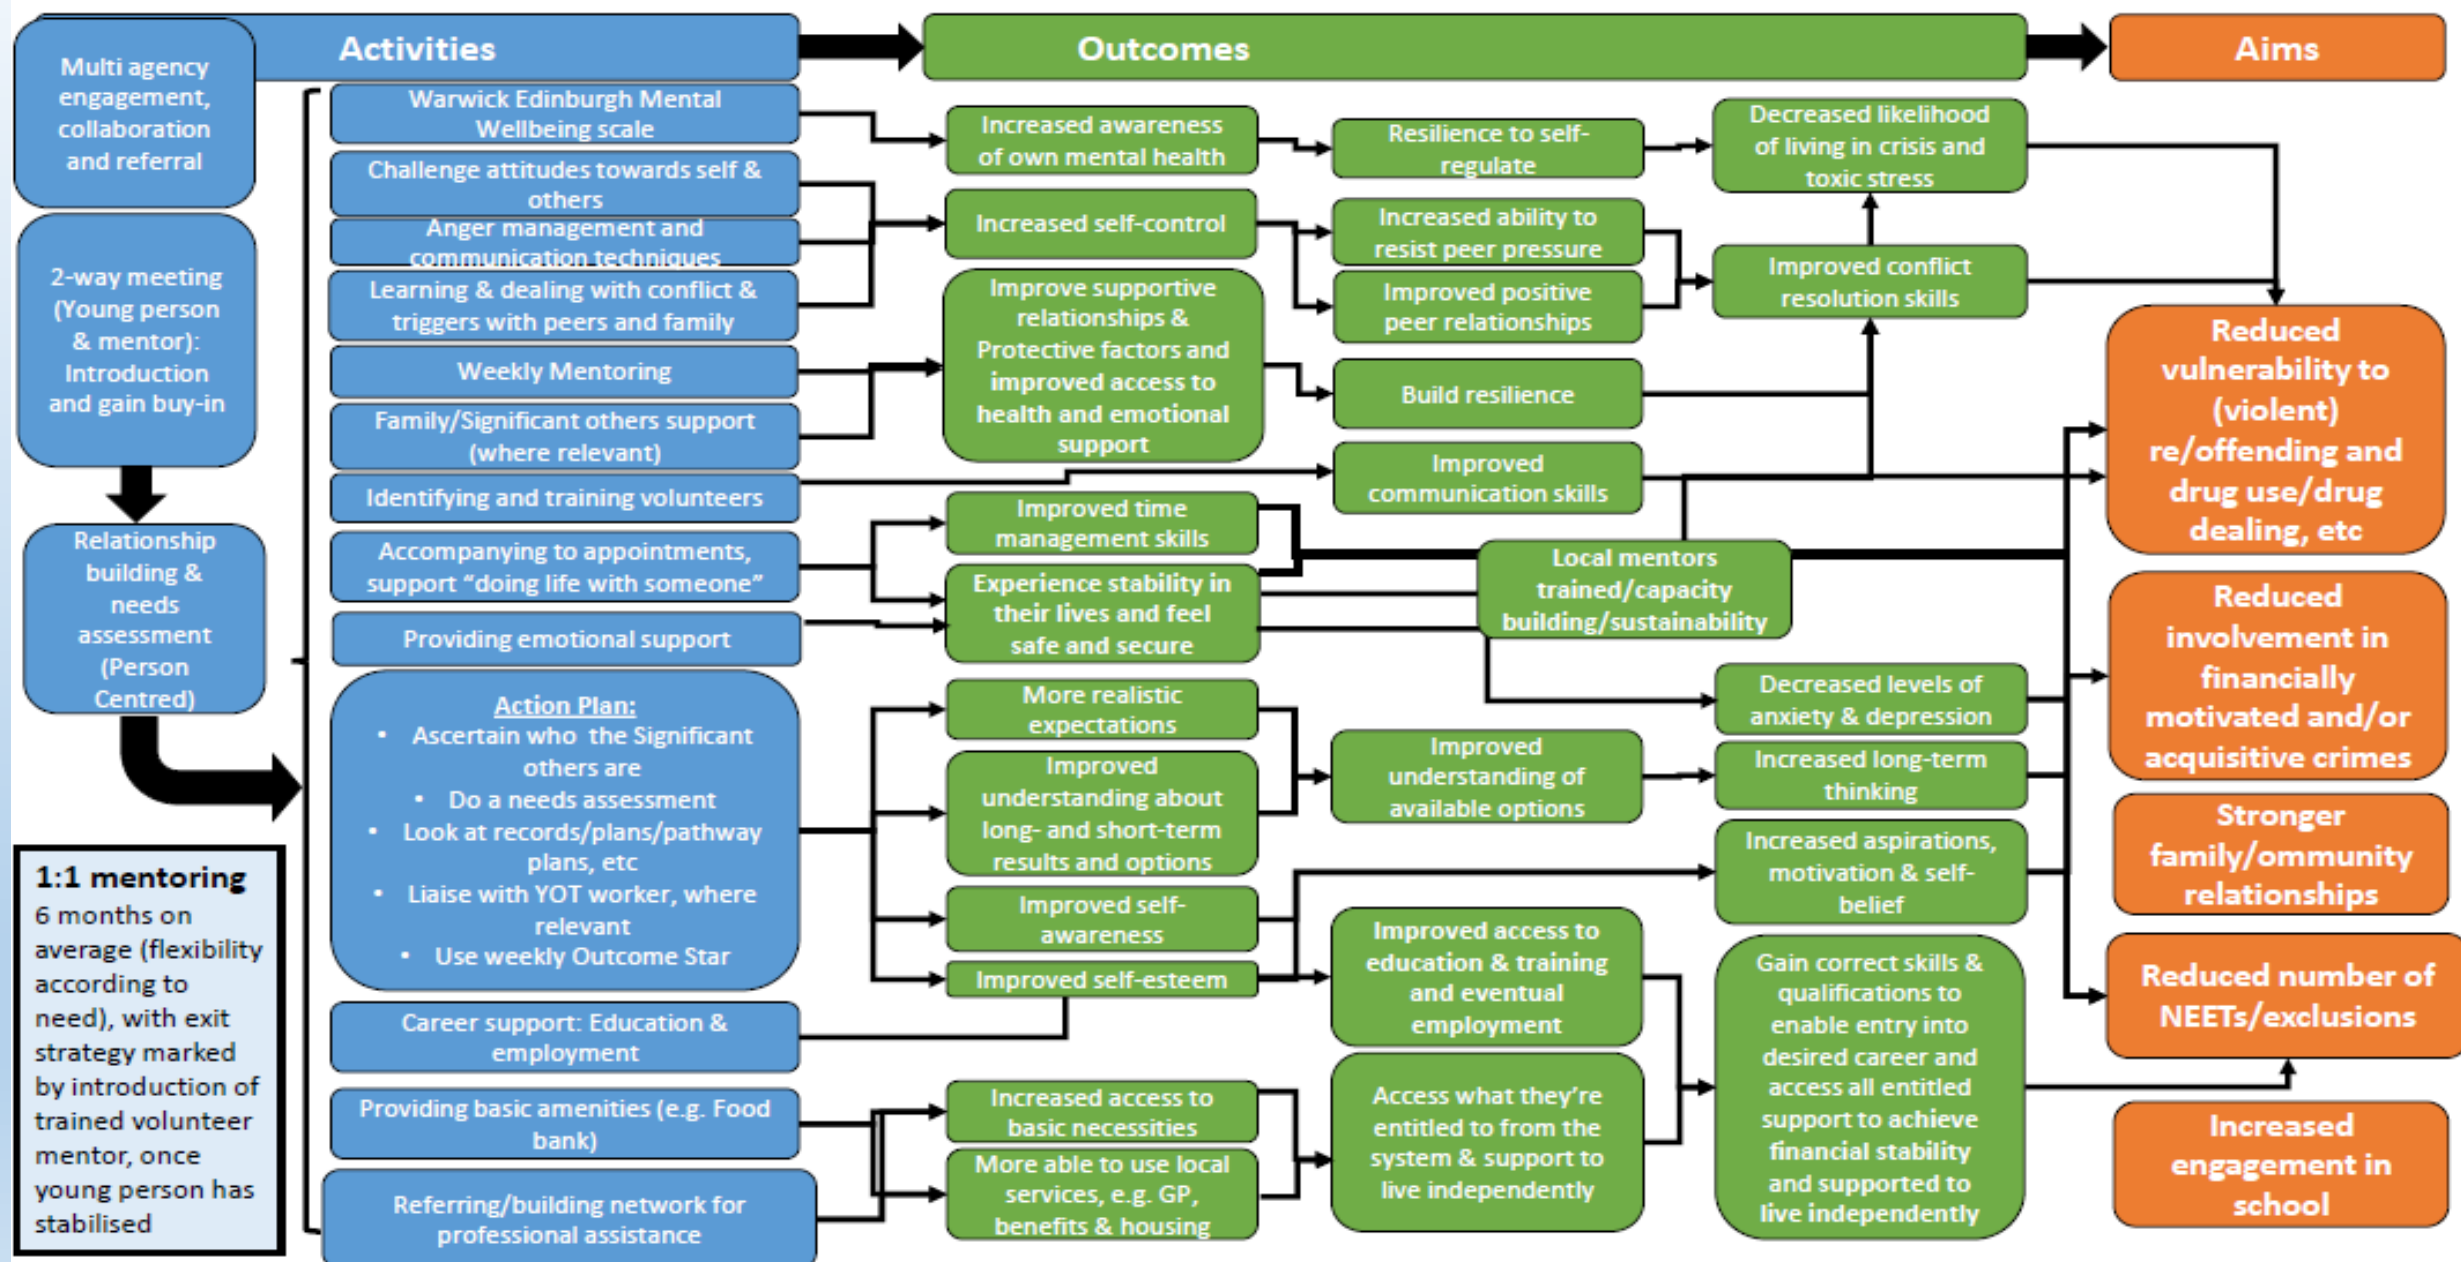 Activities
Outcomes
Aims
Multi agency
engagement,
collaboration
and referral
2-way meeting
(Young person
& mentor):
Introduction
and gain buy-in
Relationship
building &
needs
assessment
(Person
Centred)
1:1 mentoring
6 months on
average (flexibility
according to
need), with exit
strategy marked
by introduction of
trained volunteer
mentor, once
young person has
stabilised
Warwick Edinburgh Mental
Wellbeing scale
Challenge attitudes towards self &
others
Anger management and
communication techniques
Learning & dealing with conflict &
triggers with peers and family
Weekly Mentoring
Family/Significant others support
(where relevant)
Identifying and training volunteers
Accompanying to appointments,
support “doing life with someone”
Providing emotional support
Action Plan:
• Ascertain who the Significant
others are
• Do a needs assessment
• Look at records/plans/pathway
plans, etc
• Liaise with YOT worker, where
relevant
• Use weekly Outcome Star
Career support: Education &
employment
Providing basic amenities (e.g. Food
bank)
Referring/building network for
professional assistance
Increased awareness
of own mental health
Increased self-control
Improve supportive
relationships &
Protective factors and
improved access to
health and emotional
support
Improved time
management skills
Experience stability in
their lives and feel
safe and secure
More realistic
expectations
Improved
understanding about
long- and short-term
results and options
Improved self-
awareness
Improved self-esteem
Increased access to
basic necessities
More able to use local
services, e.g. GP,
benefits & housing
Resilience to self-
regulate
Increased ability to
resist peer pressure
Improved positive
peer relationships
Build resilience
Improved
communication skills
Local mentors
trained/capacity
building/sustainability
Improved
understanding of
available options
Improved access to
education & training
and eventual
employment
Access what they’re
entitled to from the
system & support to
live independently
Decreased likelihood
of living in crisis and
toxic stress
Improved conflict
resolution skills
Decreased levels of
anxiety & depression
Increased long-term
thinking
Increased aspirations,
motivation & self-
belief
Gain correct skills &
qualifications to
enable entry into
desired career and
access all entitled
support to achieve
financial stability
and supported to
live independently
Reduced
vulnerability to
(violent)
re/offending and
drug use/drug
dealing, etc
Reduced
involvement in
financially
motivated and/or
acquisitive crimes
Stronger
family/ommunity
relationships
Reduced number of
NEETs/exclusions
Increased
engagement in
school